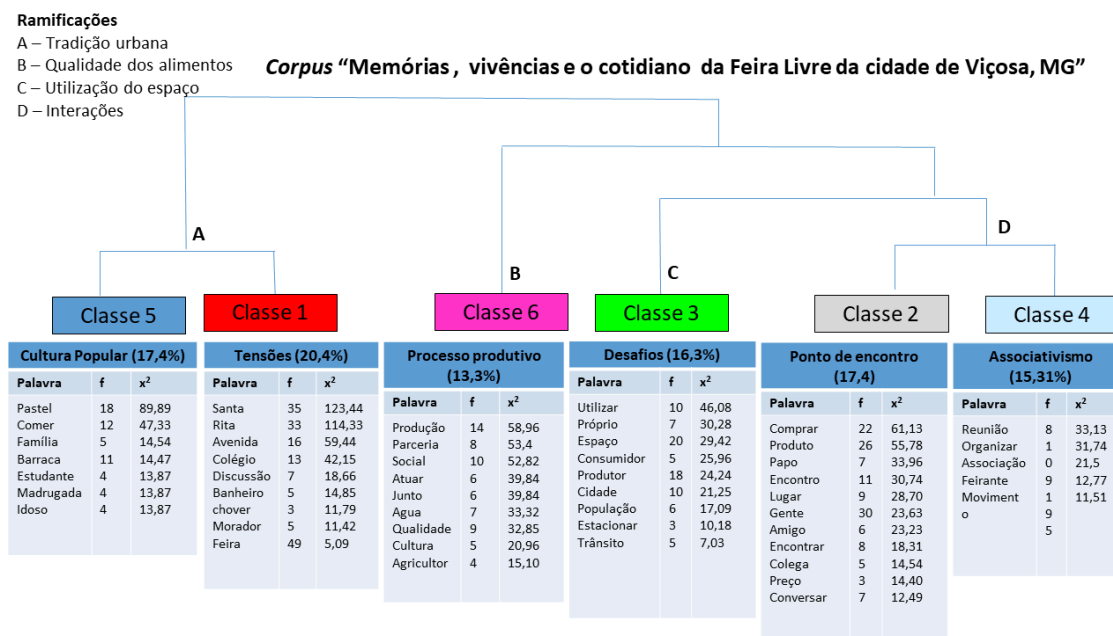 Ramificações
A – Tradição urbana
B – Qualidade dos alimentos
C – Utilização do espaço
D – Interações
Corpus “Memórias , vivências e o cotidiano da Feira Livre da cidade de Viçosa, MG”
A
B
C
D
Classe 5
Cultura Popular (17,4%)
Palavra f x²
Pastel 18 89,89
Comer 12 47,33
Família 5 14,54
Barraca 11 14,47
Estudante 4 13,87
Madrugada 4 13,87
Idoso 4 13,87
Classe 1
Tensões (20,4%)
Palavra f x²
Santa 35 123,44
Rita 33 114,33
Avenida 16 59,44
Colégio 13 42,15
Discussão 7 18,66
Banheiro 5 14,85
chover 3 11,79
Morador 5 11,42
Feira 49 5,09
Classe 6
Processo produtivo
(13,3%)
Palavra f x²
Produção 14 58,96
Parceria 8 53,4
Social 10 52,82
Atuar 6 39,84
Junto 6 39,84
Agua 7 33,32
Qualidade 9 32,85
Cultura 5 20,96
Agricultor 4 15,10
Classe 3
Desafios (16,3%)
Palavra f x²
Utilizar 10 46,08
Próprio 7 30,28
Espaço 20 29,42
Consumidor 5 25,96
Produtor 18 24,24
Cidade 10 21,25
População 6 17,09
Estacionar 3 10,18
Trânsito 5 7,03
Classe 2
Ponto de encontro
(17,4)
Palavra f x²
Comprar 22 61,13
Produto 26 55,78
Papo 7 33,96
Encontro 11 30,74
Lugar 9 28,70
Gente 30 23,63
Amigo 6 23,23
Encontrar 8 18,31
Colega 5 14,54
Preço 3 14,40
Conversar 7 12,49
Classe 4
Associativismo
(15,31%)
Palavra f x²
Reunião 8 33,13
Organizar 1 31,74
Associação 0 21,5
Feirante 9 12,77
Moviment 1 11,51
o 9
5